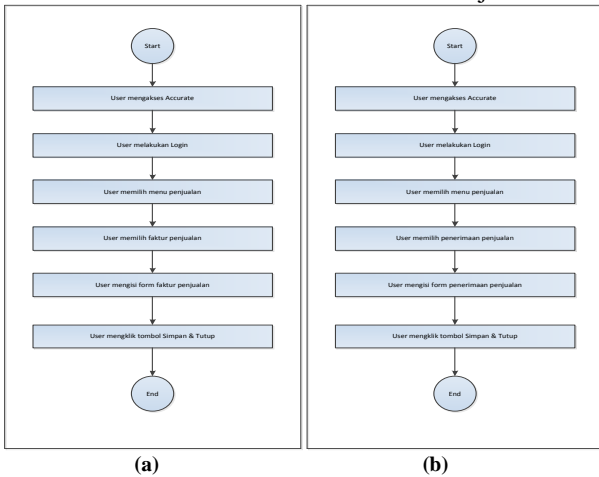 Start
User mengakses Accurate
User melakukan Login
User memilih menu penjualan
User memilih faktur penjualan
User mengisi form faktur penjualan
User mengklik tombol Simpan & Tutup
End
(a)
Start
User mengakses Accurate
User melakukan Login
User memilih menu penjualan
User memilih penerimaan penjualan
User mengisi form penerimaan penjualan
User mengklik tombol Simpan & Tutup
End
(b)